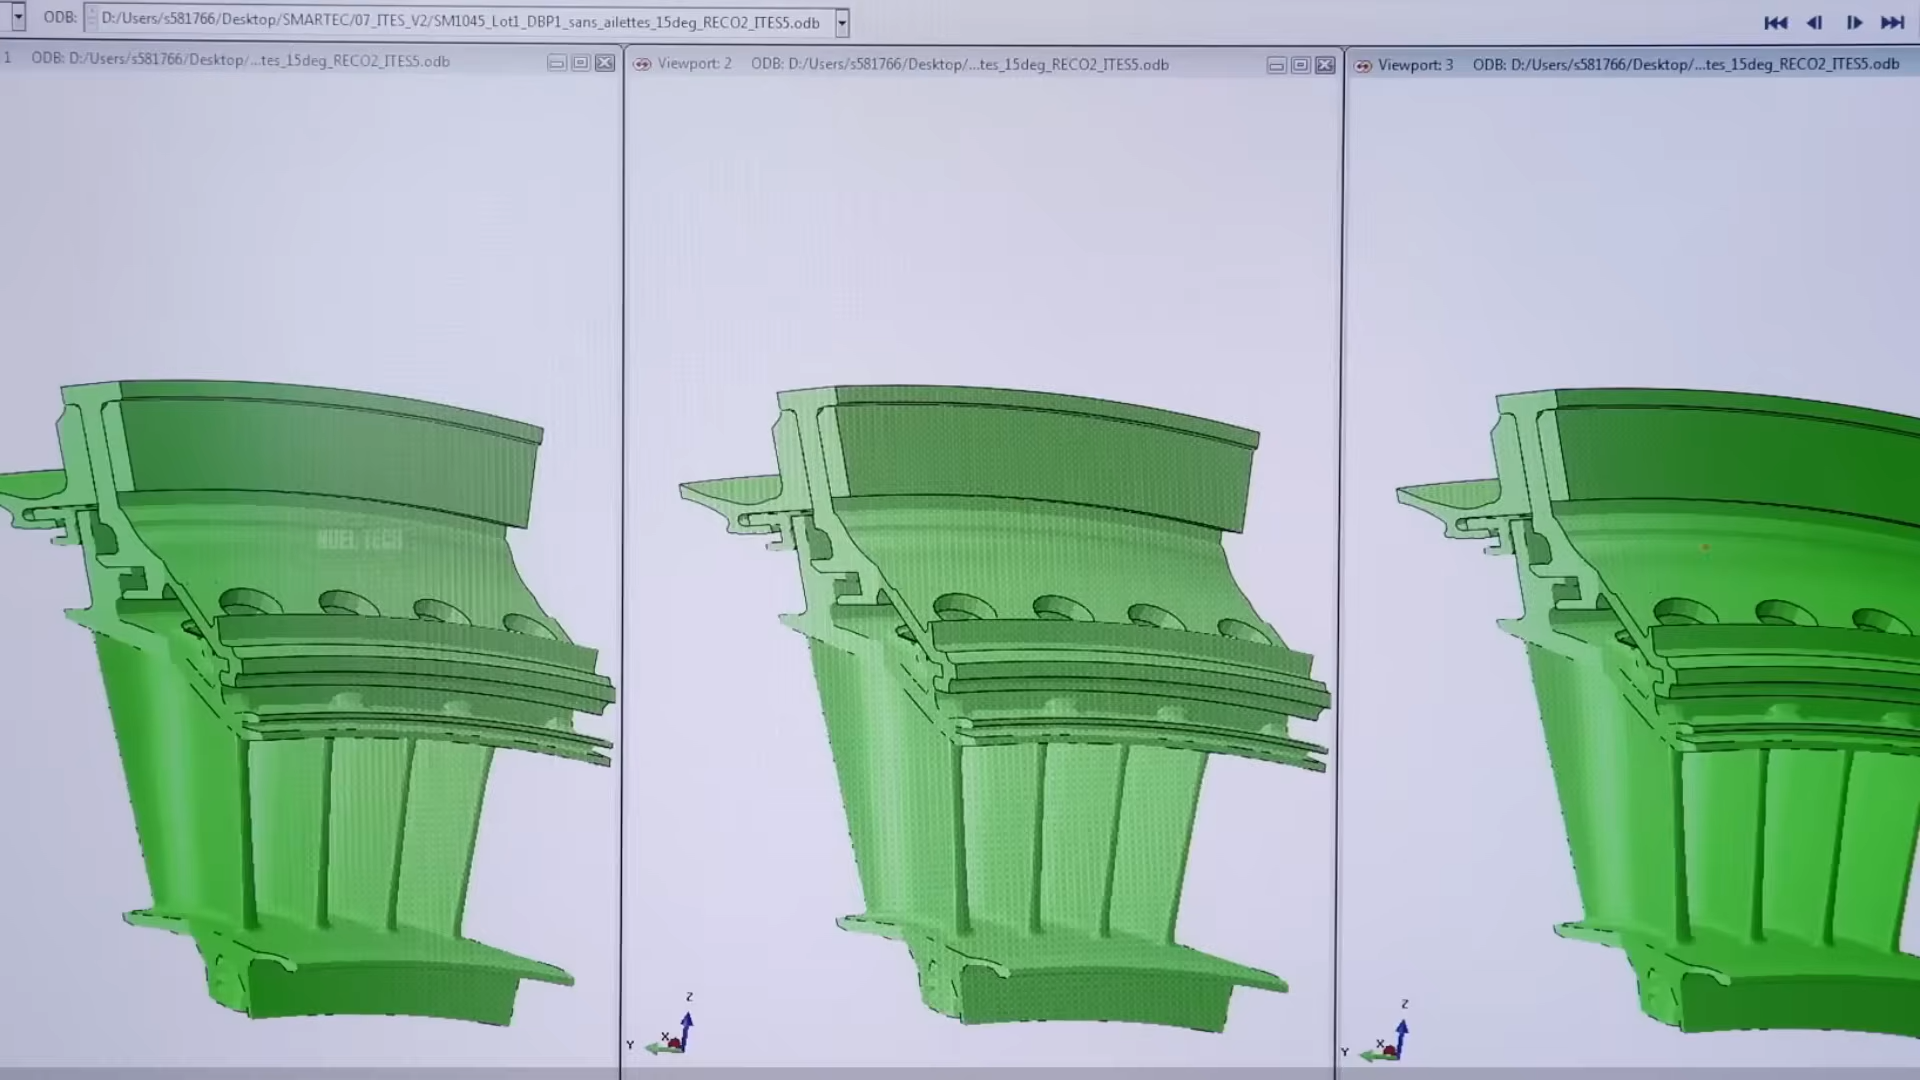 ODB: D:/Users/s581766/Desktop/SMARTEC/07_ITES_V2/SM1045_Lot1_DBP1_sans_ailettes_15deg_RECO2_ITES5.odb
1 ODB: D:/Users/s581766/Desktop/...tes_15deg_RECO2_ITES5.odb
Viewport: 2 ODB: D:/Users/s581766/Desktop/...tes_15deg_RECO2_ITES5.odb
Viewport: 3 ODB: D:/Users/s581766/Desktop/...tes_15deg_RECO2_ITES5.odb
Z
Y
X
Z
Y
X